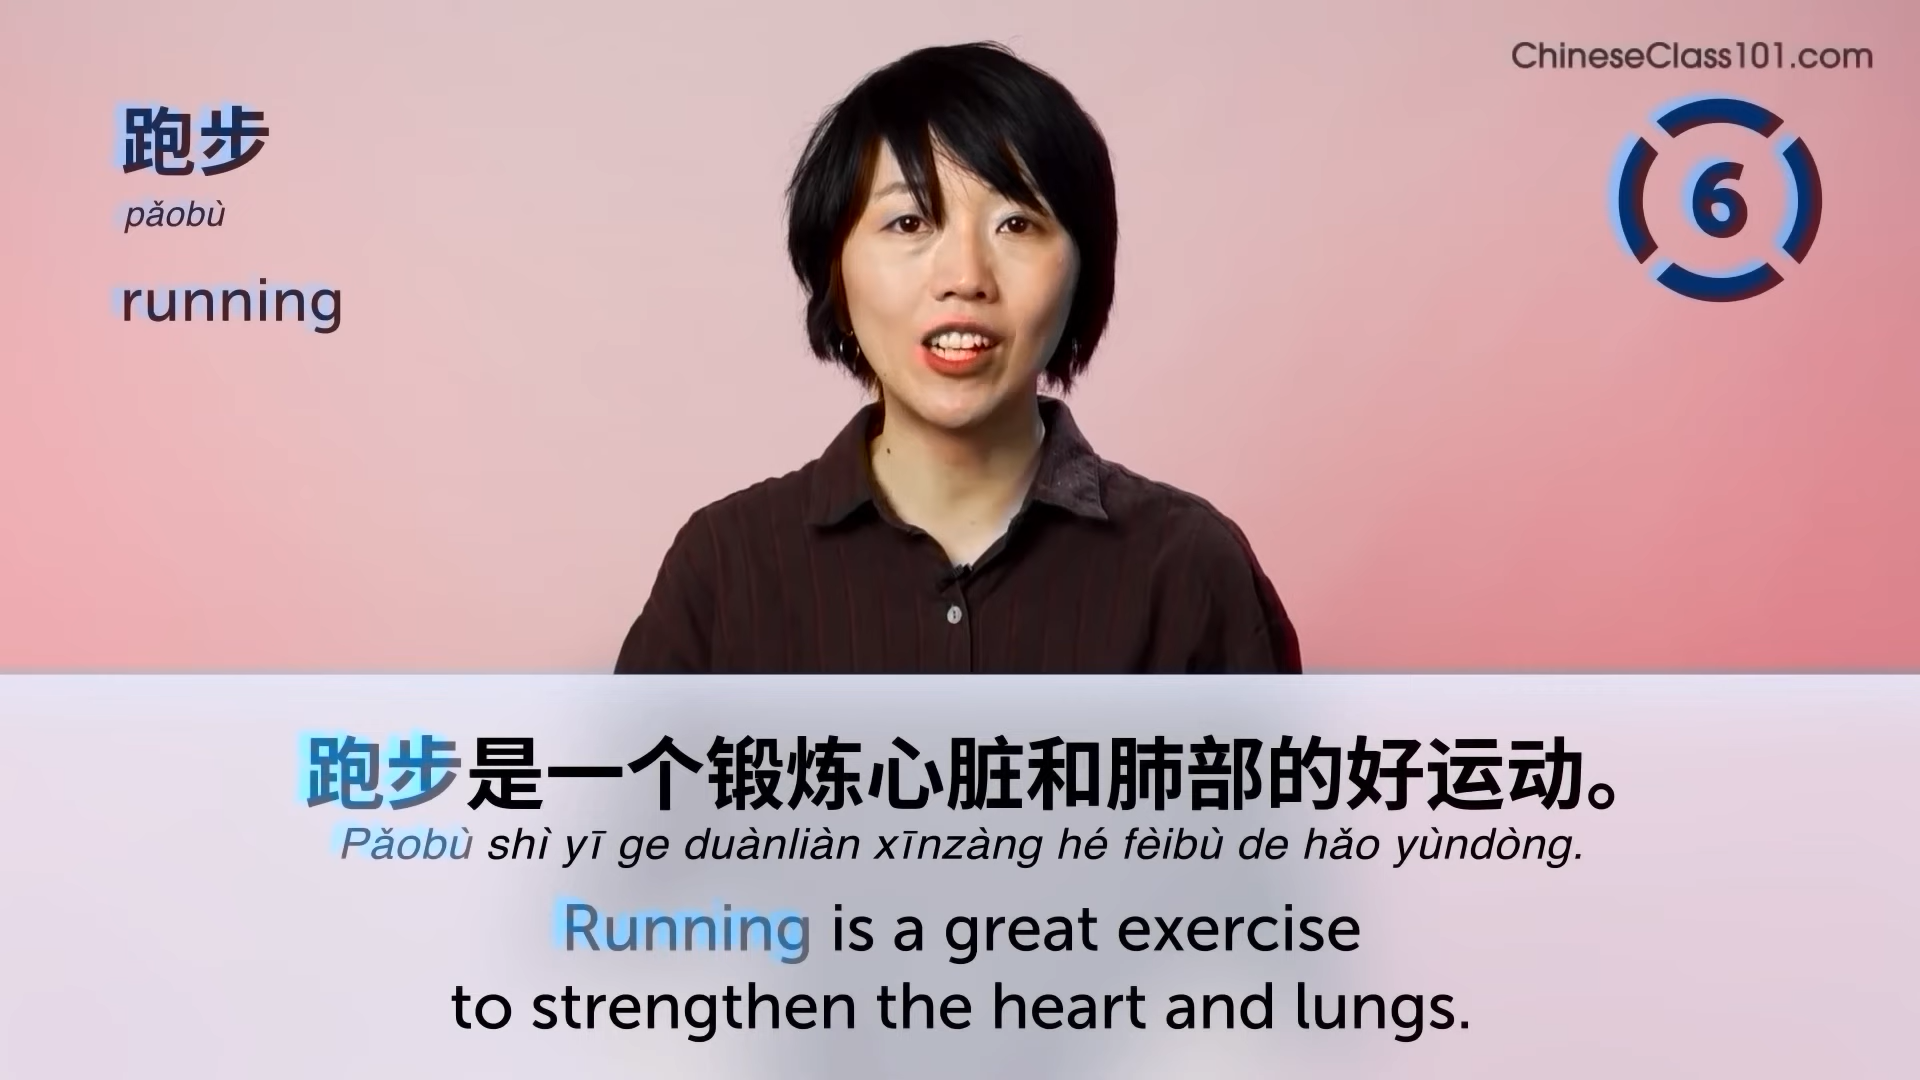 ChineseClass101.com
跑步
pǎobù
running
6
跑步是一个锻炼心脏和肺部的好运动。
Pǎobù shì yī ge duànliàn xīnzàng hé fèibù de hǎo yùndòng.
Running is a great exercise
to strengthen the heart and lungs.